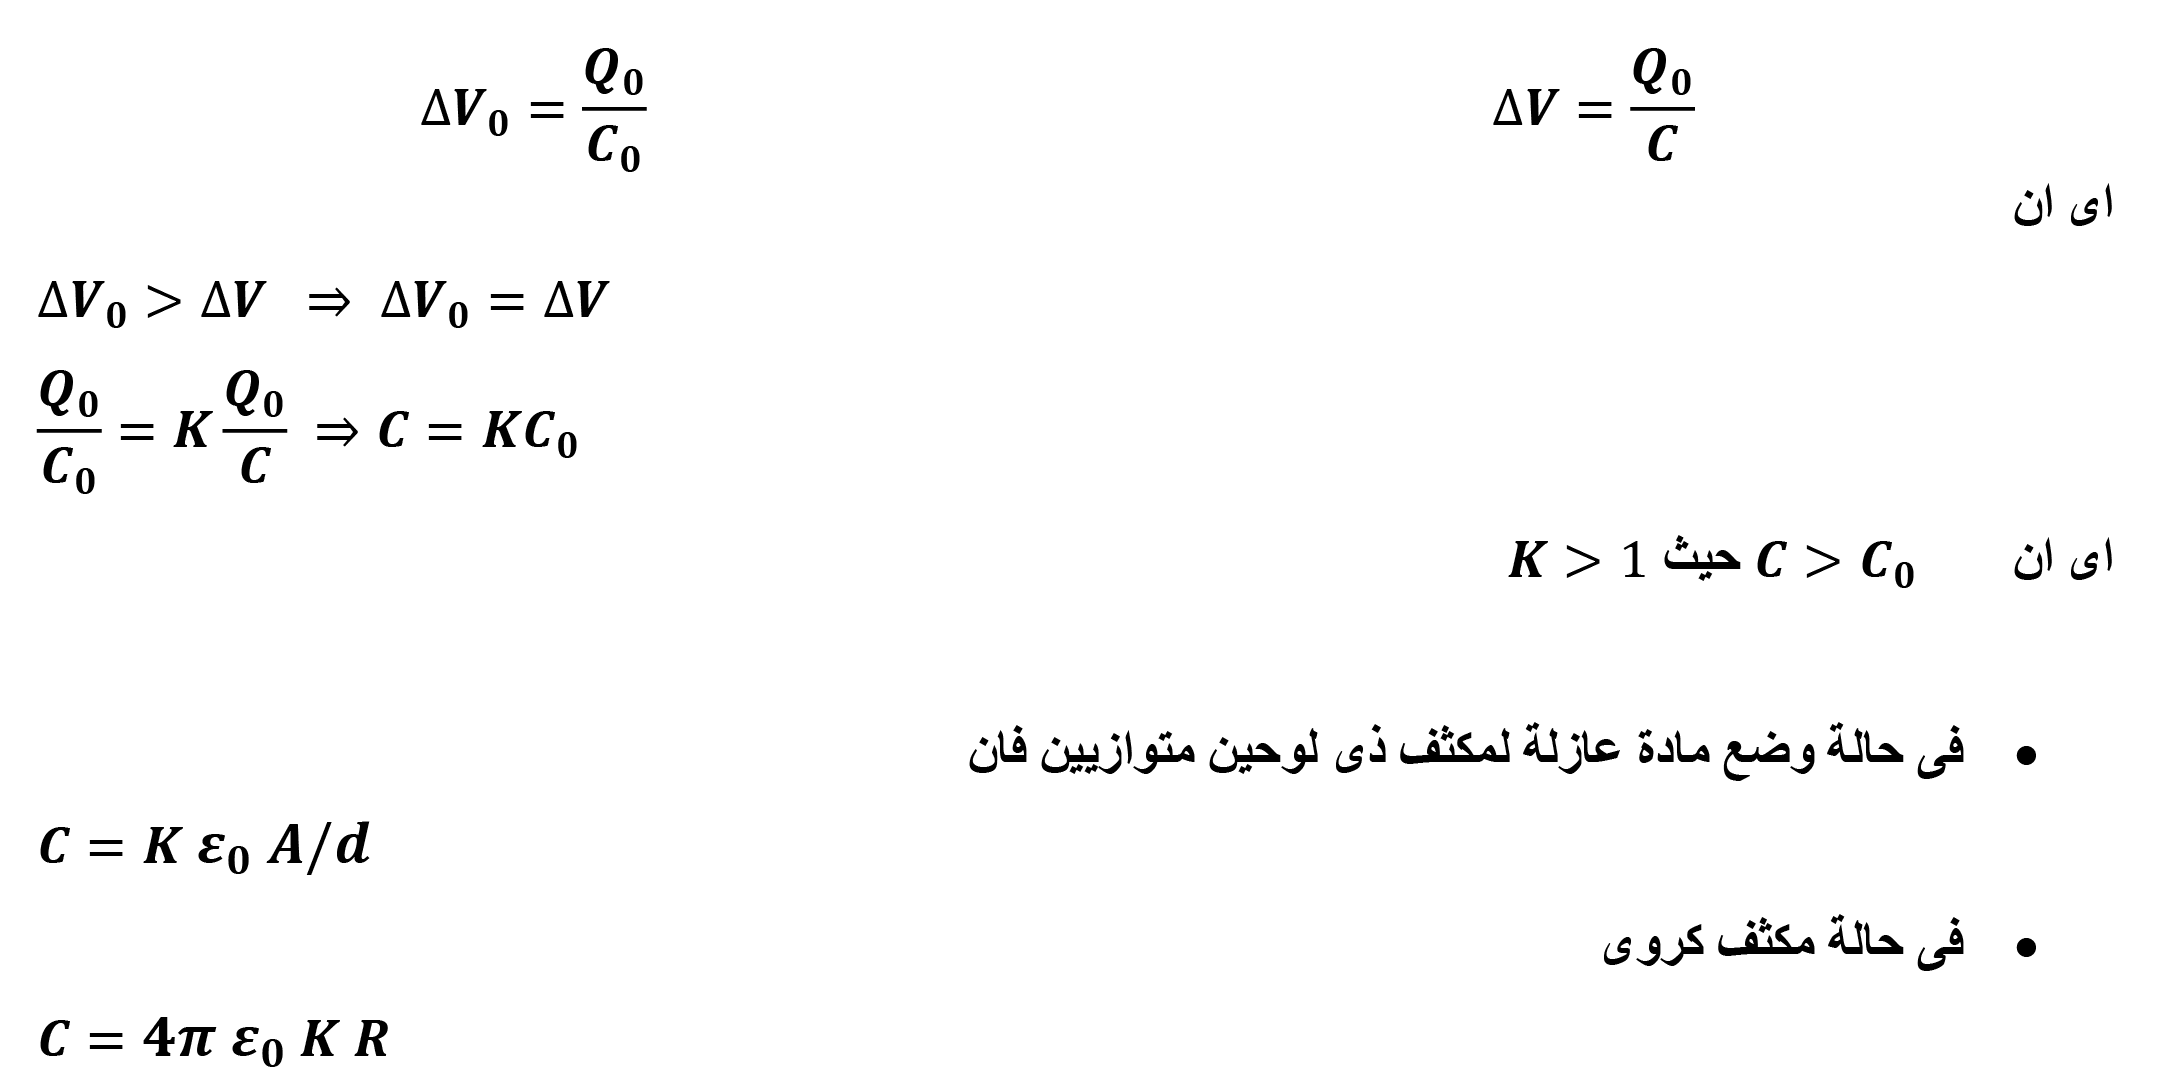 ΔV₀ = Q₀/C₀    ΔV = Q₀/C
اى ان
ΔV₀ > ΔV ⇒ ΔV₀ = ΔV
Q₀/C₀ = K Q₀/C ⇒ C = KC₀
اى ان C > C₀ حيث K > 1
• فى حالة وضع مادة عازلة لمكثف ذى لوحين متوازيين فان
C = K ε₀ A/d
• فى حالة مكثف كروى
C = 4π ε₀ K R